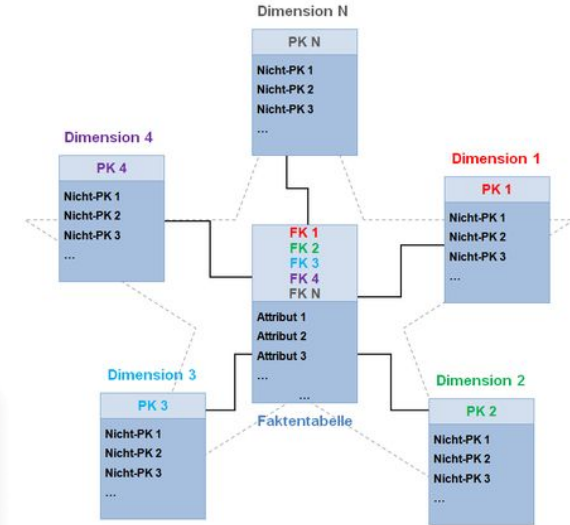 Dimension N
PK N
Nicht-PK 1
Nicht-PK 2
Nicht-PK 3
...
Dimension 4
PK 4
Nicht-PK 1
Nicht-PK 2
Nicht-PK 3
...
Dimension 1
PK 1
Nicht-PK 1
Nicht-PK 2
Nicht-PK 3
...
FK 1
FK 2
FK 3
FK 4
FK N
Attribut 1
Attribut 2
Attribut 3
...
...
Faktentabelle
Dimension 3
PK 3
Nicht-PK 1
Nicht-PK 2
Nicht-PK 3
...
Dimension 2
PK 2
Nicht-PK 1
Nicht-PK 2
Nicht-PK 3
...